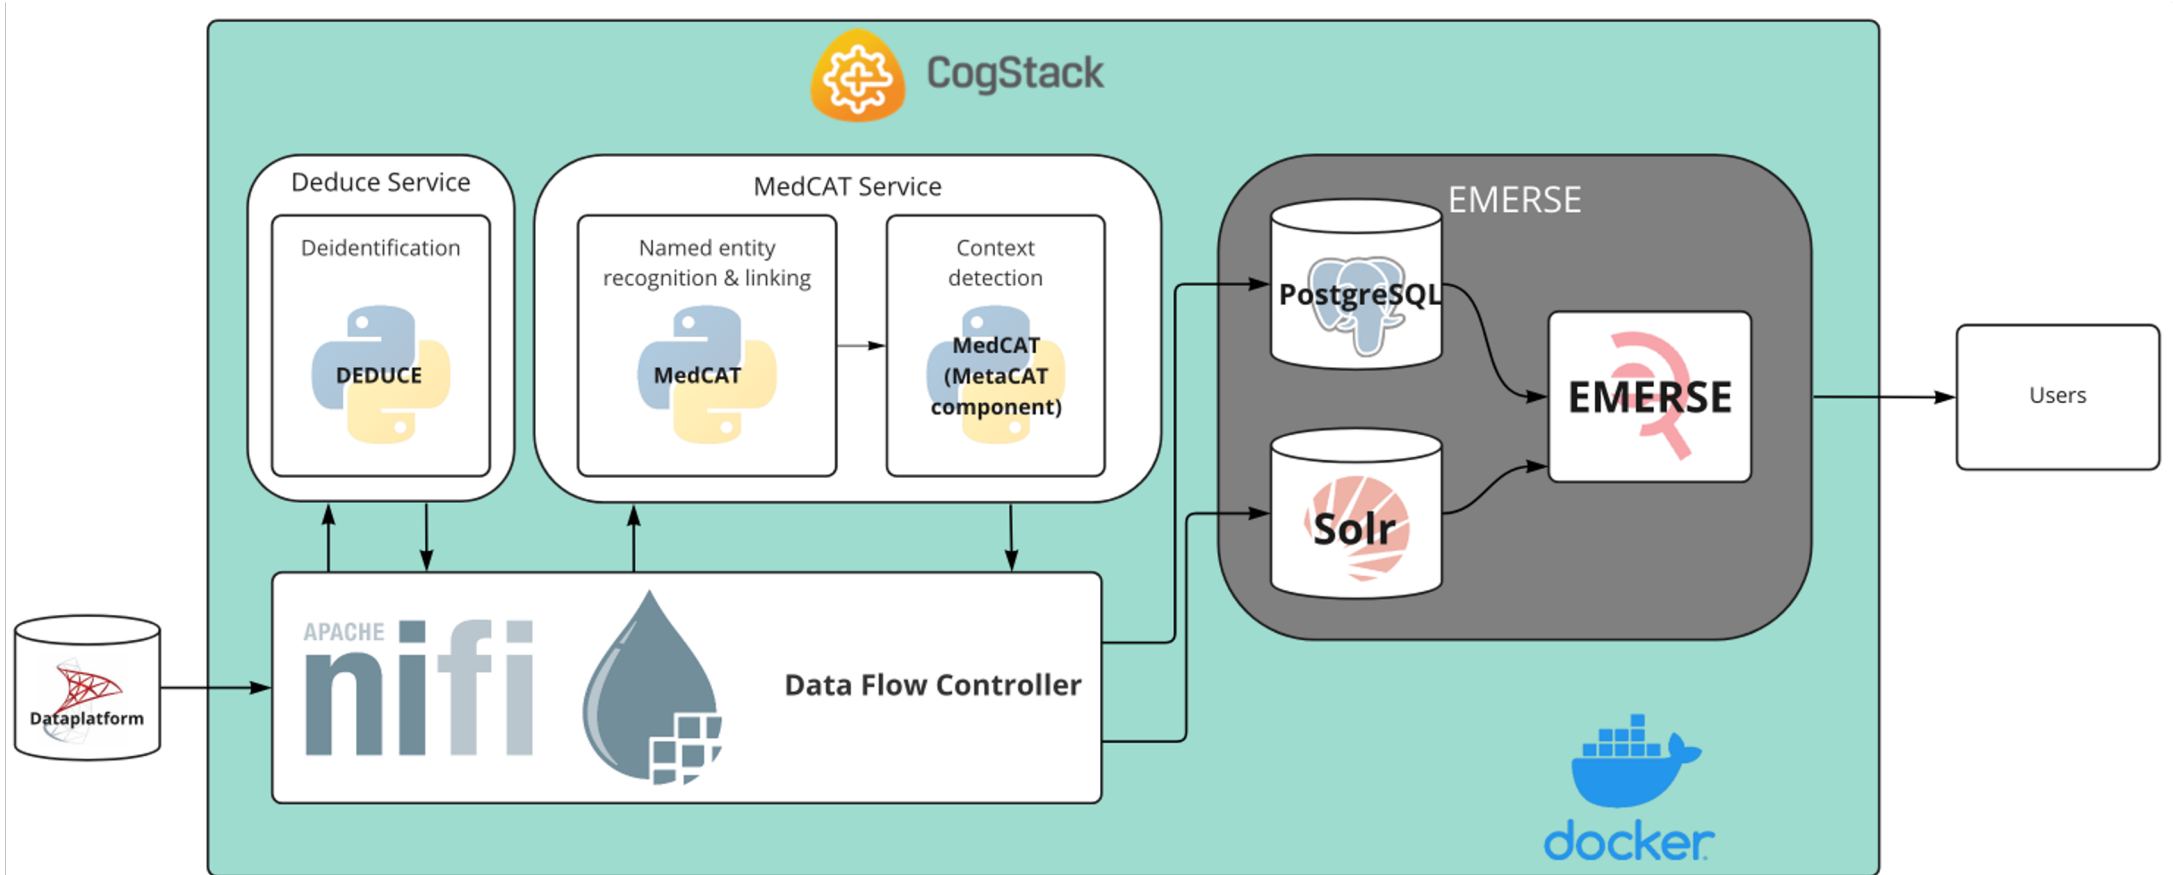 CogStack
Deduce Service
Deidentification
DEDUCE
MedCAT Service
Named entity
recognition & linking
MedCAT
Context
detection
MedCAT
(MetaCAT
component)
EMERSE
PostgreSQL
Solr
EMERSE
Users
Dataplatform
APACHE
nifi
Data Flow Controller
docker